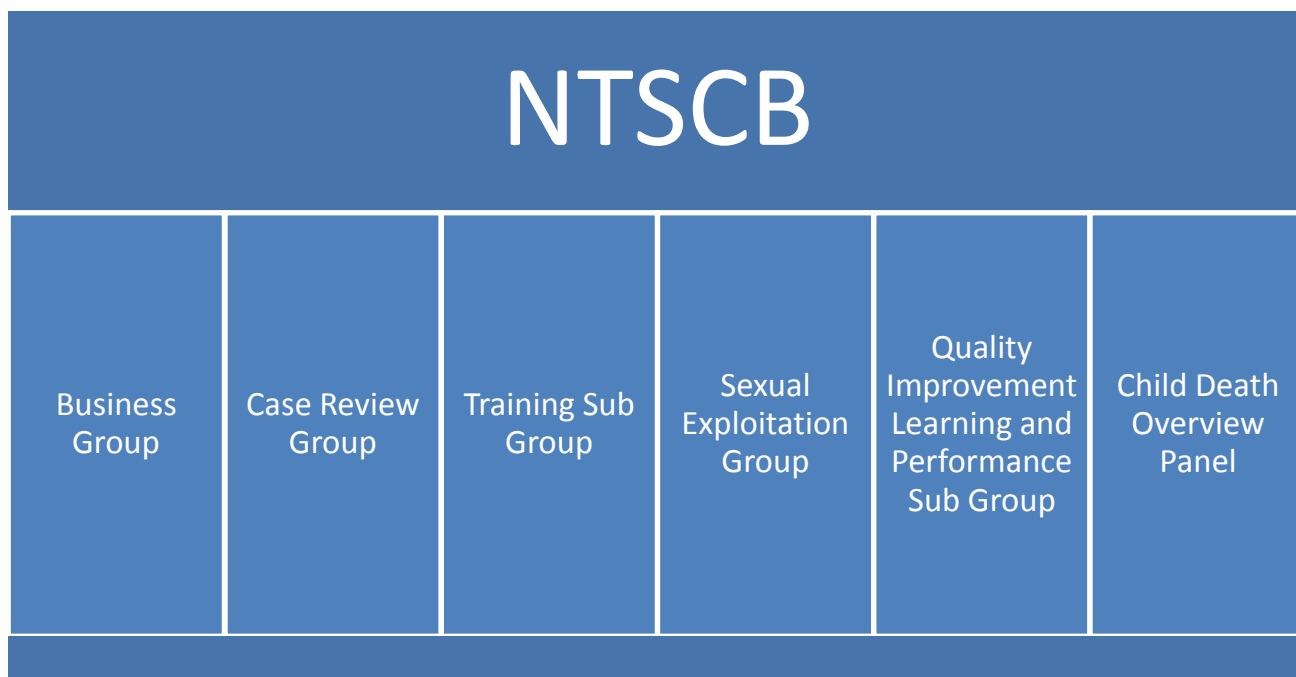 NTSCB
Business
Group
Case Review
Group
Training Sub
Group
Sexual
Exploitation
Group
Quality
Improvement
Learning and
Performance
Sub Group
Child Death
Overview
Panel